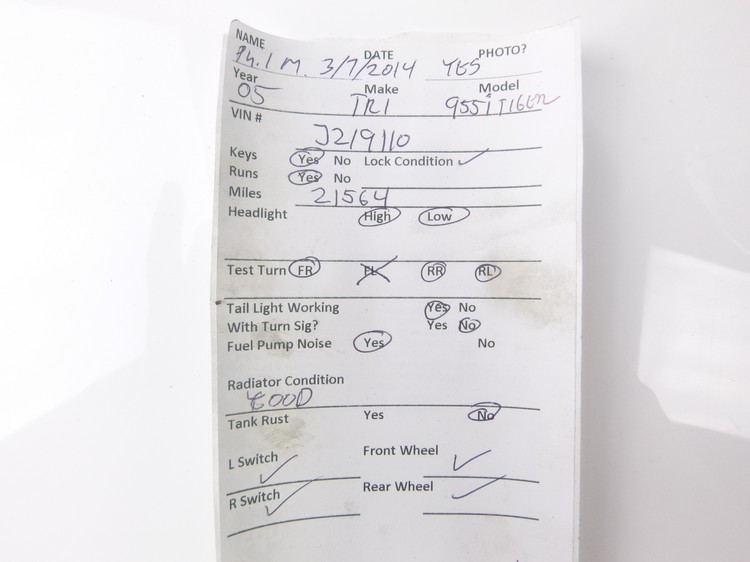 NAME DATE PHOTO?
Ph.1 M. 3/7/2014 YES
Year Make Model
05 TRI 955i TIGER
VIN #
J219110
Keys Yes No Lock Condition ✓
Runs Yes No
Miles 21564
Headlight High Low
Test Turn FR FL RR RL
Tail Light Working Yes No
With Turn Sig? Yes No
Fuel Pump Noise Yes No
Radiator Condition
GOOD
Tank Rust Yes No
L Switch ✓ Front Wheel ✓
R Switch ✓ Rear Wheel ✓